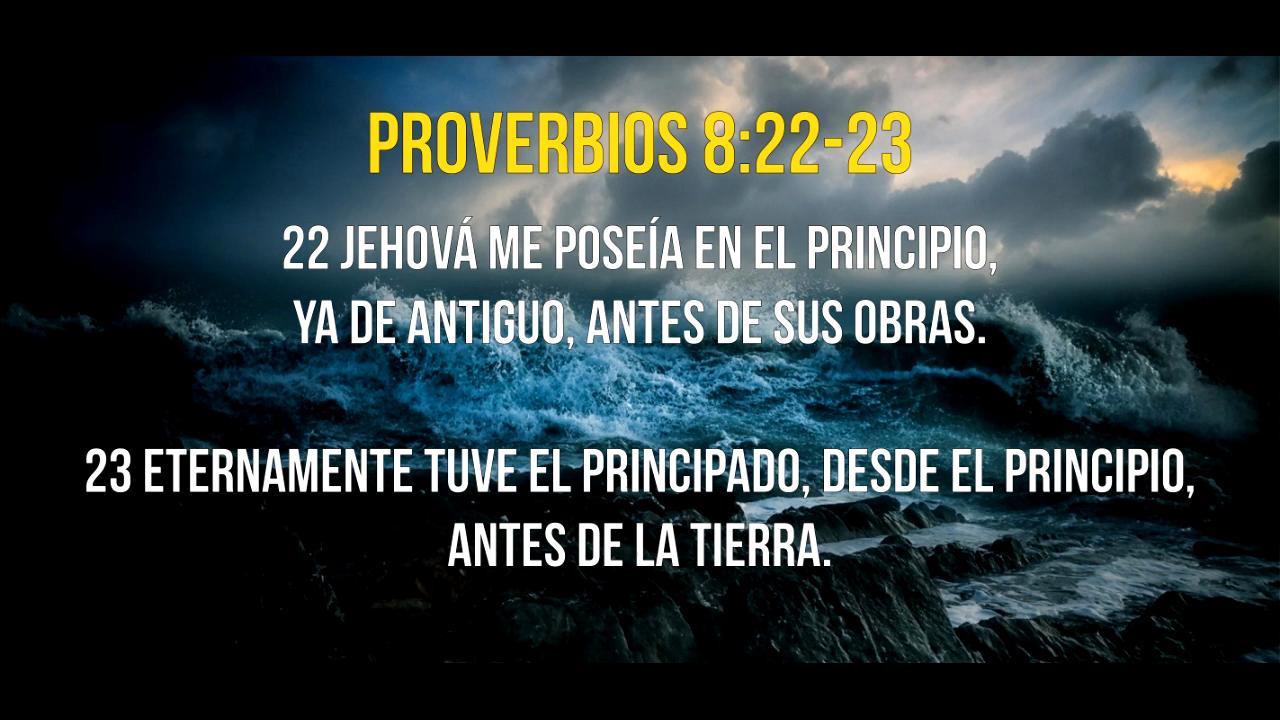 PROVERBIOS 8:22-23
22 JEHOVÁ ME POSEÍA EN EL PRINCIPIO,
YA DE ANTIGUO, ANTES DE SUS OBRAS.
23 ETERNAMENTE TUVE EL PRINCIPADO, DESDE EL PRINCIPIO,
ANTES DE LA TIERRA.